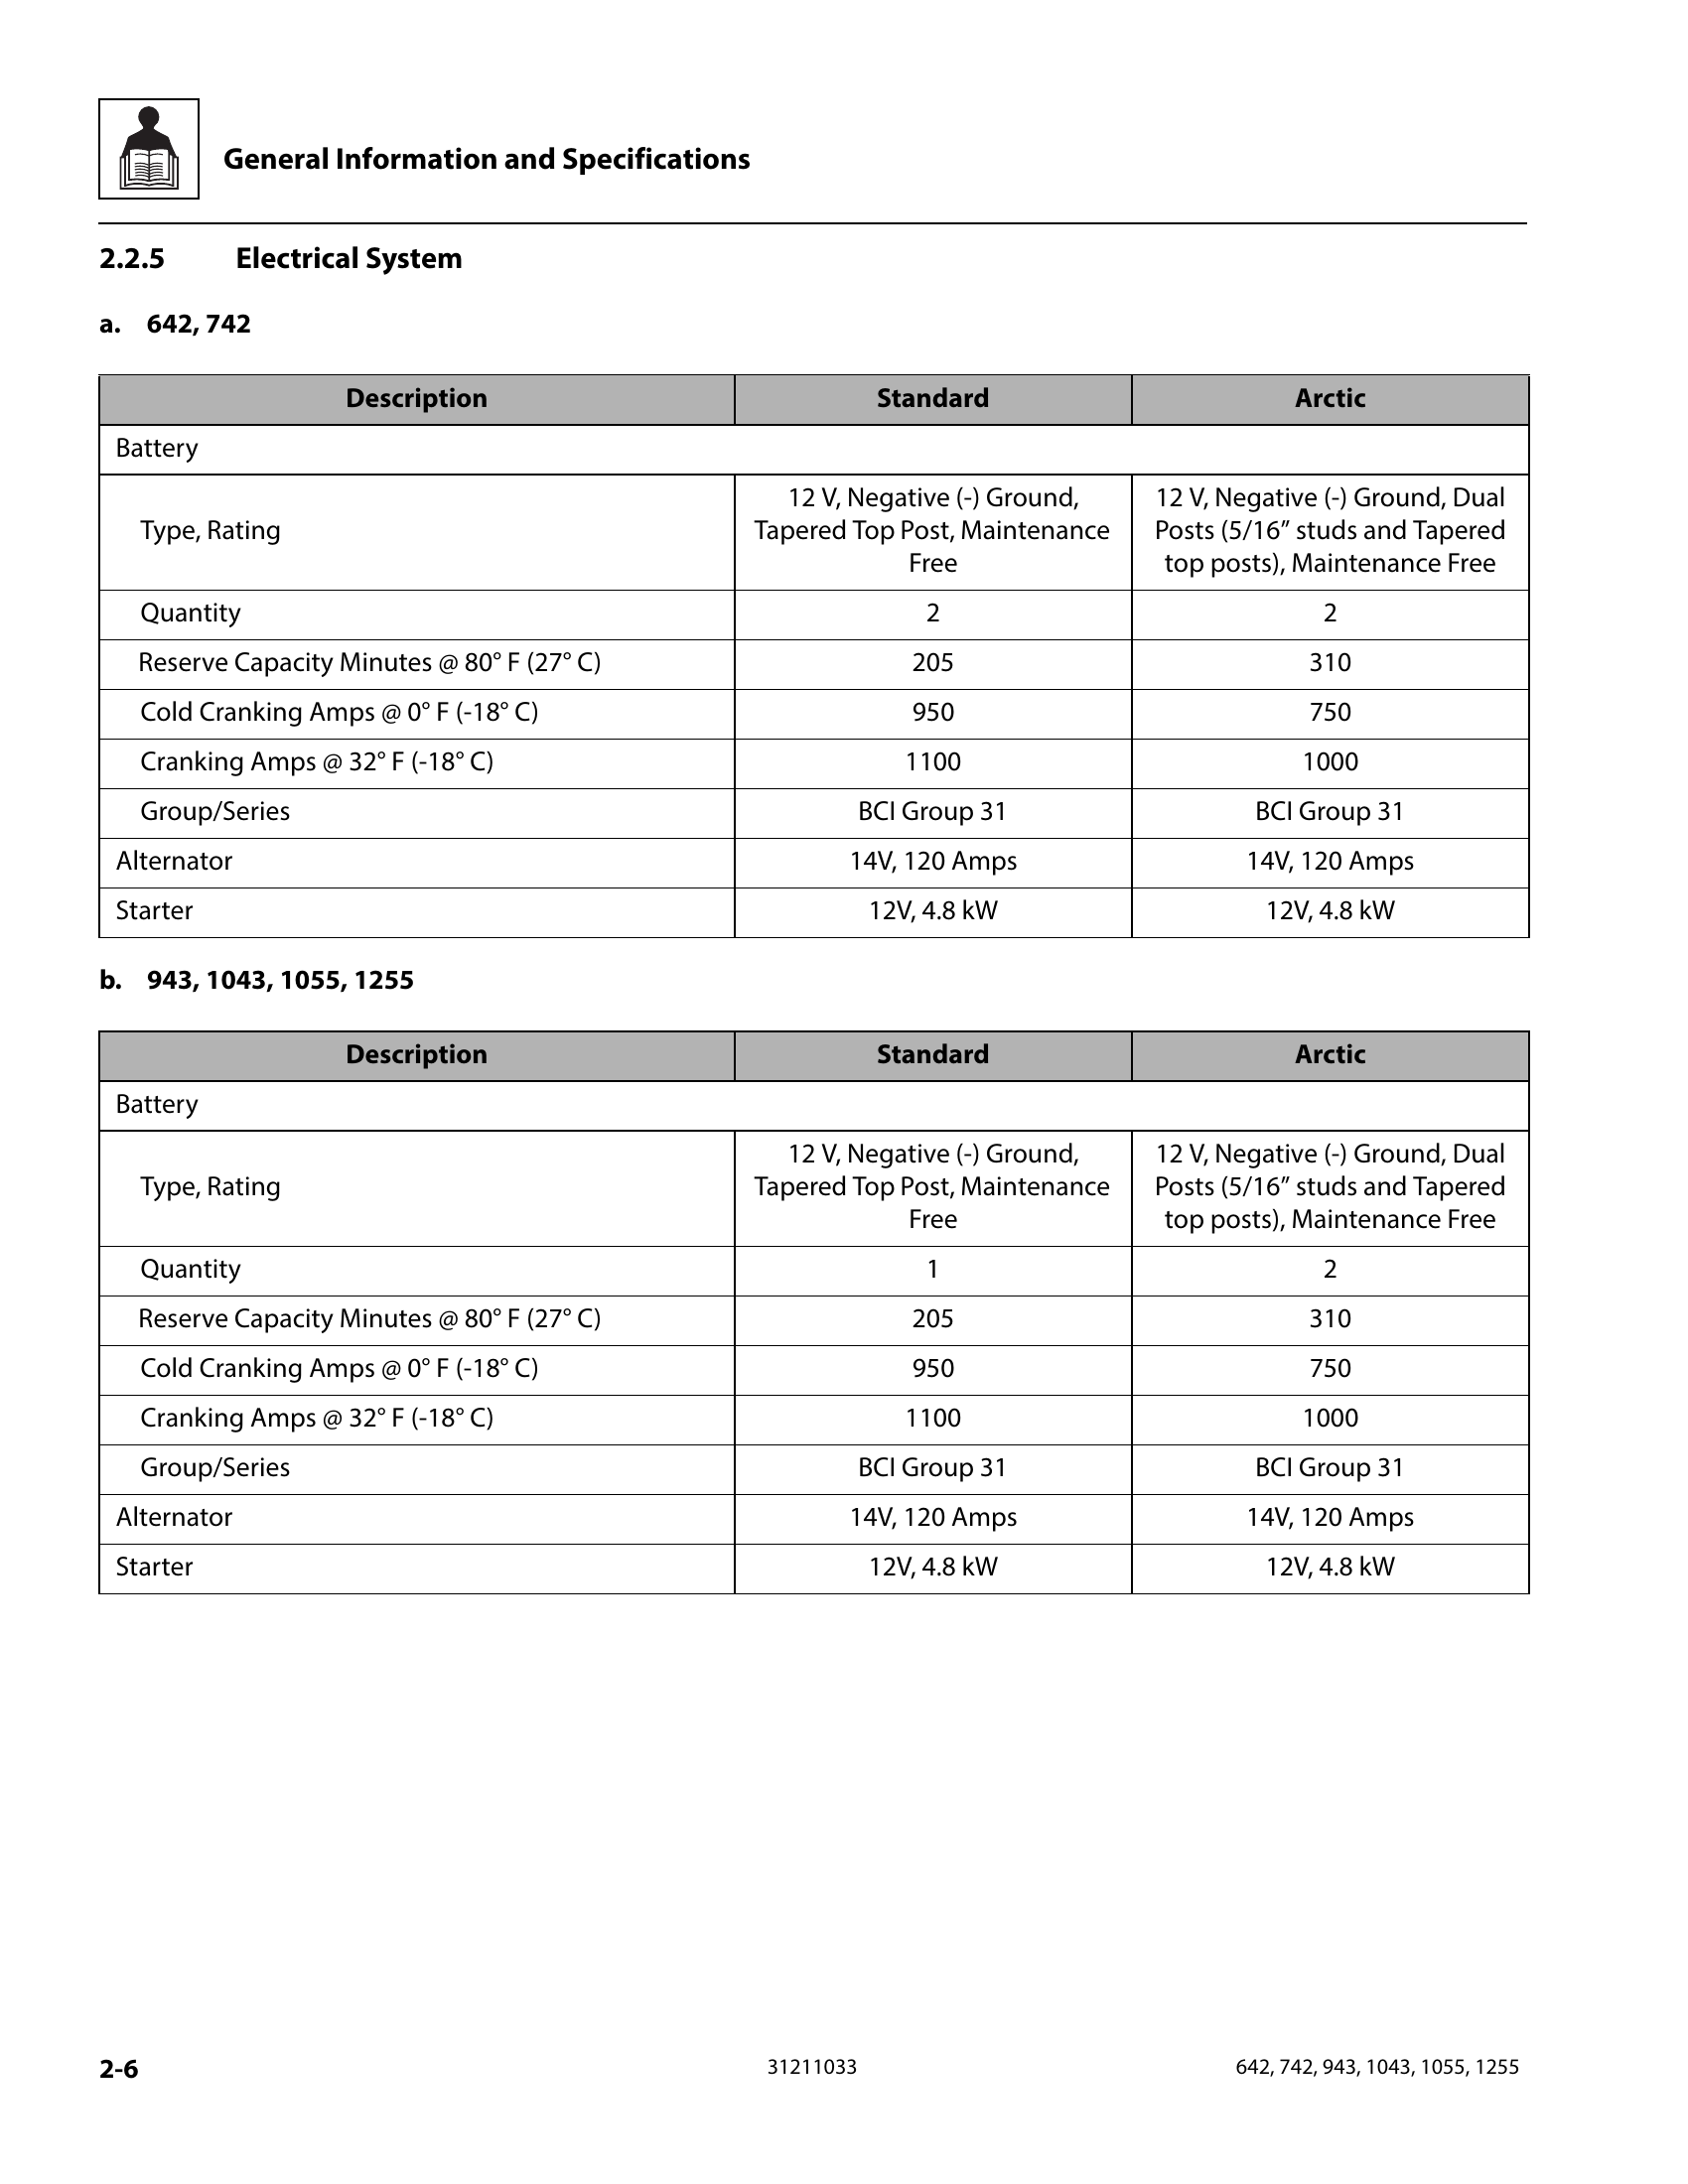 General Information and Specifications
2.2.5 Electrical System
a. 642, 742
Description Standard Arctic
Battery
Type, Rating
12 V, Negative (-) Ground,
Tapered Top Post, Maintenance
Free
12 V, Negative (-) Ground, Dual
Posts (5/16” studs and Tapered
top posts), Maintenance Free
Quantity 2 2
Reserve Capacity Minutes @ 80° F (27° C) 205 310
Cold Cranking Amps @ 0° F (-18° C) 950 750
Cranking Amps @ 32° F (-18° C) 1100 1000
Group/Series BCI Group 31 BCI Group 31
Alternator 14V, 120 Amps 14V, 120 Amps
Starter 12V, 4.8 kW 12V, 4.8 kW
b. 943, 1043, 1055, 1255
Description Standard Arctic
Battery
Type, Rating
12 V, Negative (-) Ground,
Tapered Top Post, Maintenance
Free
12 V, Negative (-) Ground, Dual
Posts (5/16” studs and Tapered
top posts), Maintenance Free
Quantity 1 2
Reserve Capacity Minutes @ 80° F (27° C) 205 310
Cold Cranking Amps @ 0° F (-18° C) 950 750
Cranking Amps @ 32° F (-18° C) 1100 1000
Group/Series BCI Group 31 BCI Group 31
Alternator 14V, 120 Amps 14V, 120 Amps
Starter 12V, 4.8 kW 12V, 4.8 kW
2-6 31211033 642, 742, 943, 1043, 1055, 1255